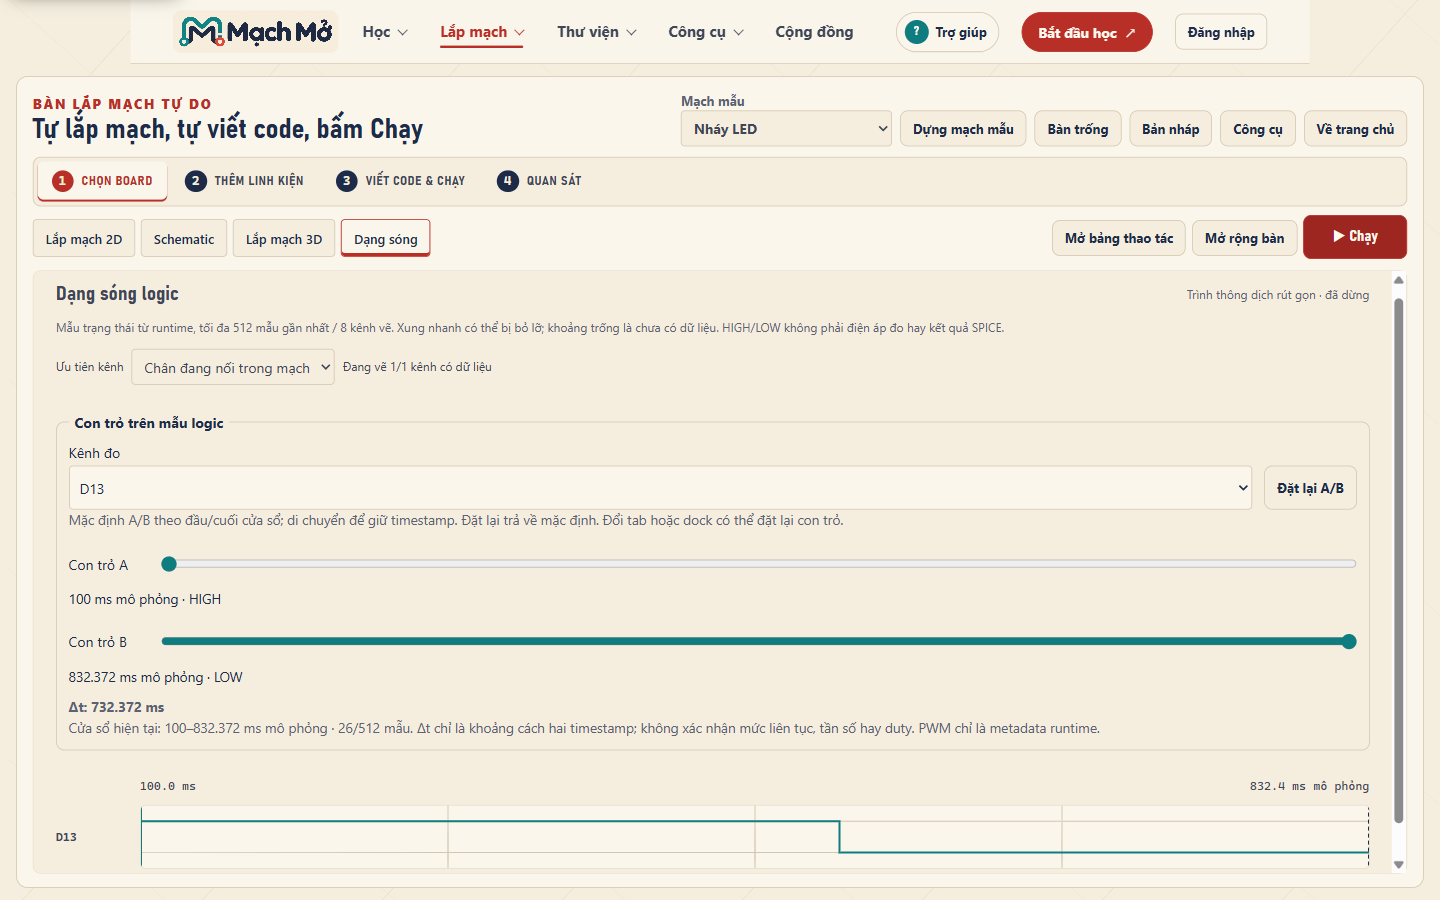 Mạch Mở
Học
Lắp mạch
Thư viện
Công cụ
Cộng đồng
? Trợ giúp
Bắt đầu học ↗
Đăng nhập
BÀN LẮP MẠCH TỰ DO
Tự lắp mạch, tự viết code, bấm Chạy
Mạch mẫu
Nháy LED
Dựng mạch mẫu
Bàn trống
Bản nháp
Công cụ
Về trang chủ
1 CHỌN BOARD
2 THÊM LINH KIỆN
3 VIẾT CODE & CHẠY
4 QUAN SÁT
Lắp mạch 2D
Schematic
Lắp mạch 3D
Dạng sóng
Mở bảng thao tác
Mở rộng bàn
▶ Chạy
Dạng sóng logic
Trình thông dịch rút gọn · đã dừng
Mẫu trạng thái từ runtime, tối đa 512 mẫu gần nhất / 8 kênh vẽ. Xung nhanh có thể bị bỏ lỡ; khoảng trống là chưa có dữ liệu. HIGH/LOW không phải điện áp đo hay kết quả SPICE.
Ưu tiên kênh
Chân đang nối trong mạch
Đang vẽ 1/1 kênh có dữ liệu
Con trỏ trên mẫu logic
Kênh đo
D13
Đặt lại A/B
Mặc định A/B theo đầu/cuối cửa sổ; di chuyển để giữ timestamp. Đặt lại trả về mặc định. Đổi tab hoặc dock có thể đặt lại con trỏ.
Con trỏ A
100 ms mô phỏng · HIGH
Con trỏ B
832.372 ms mô phỏng · LOW
Δt: 732.372 ms
Cửa sổ hiện tại: 100–832.372 ms mô phỏng · 26/512 mẫu. Δt chỉ là khoảng cách hai timestamp; không xác nhận mức liên tục, tần số hay duty. PWM chỉ là metadata runtime.
100.0 ms
832.4 ms mô phỏng
D13